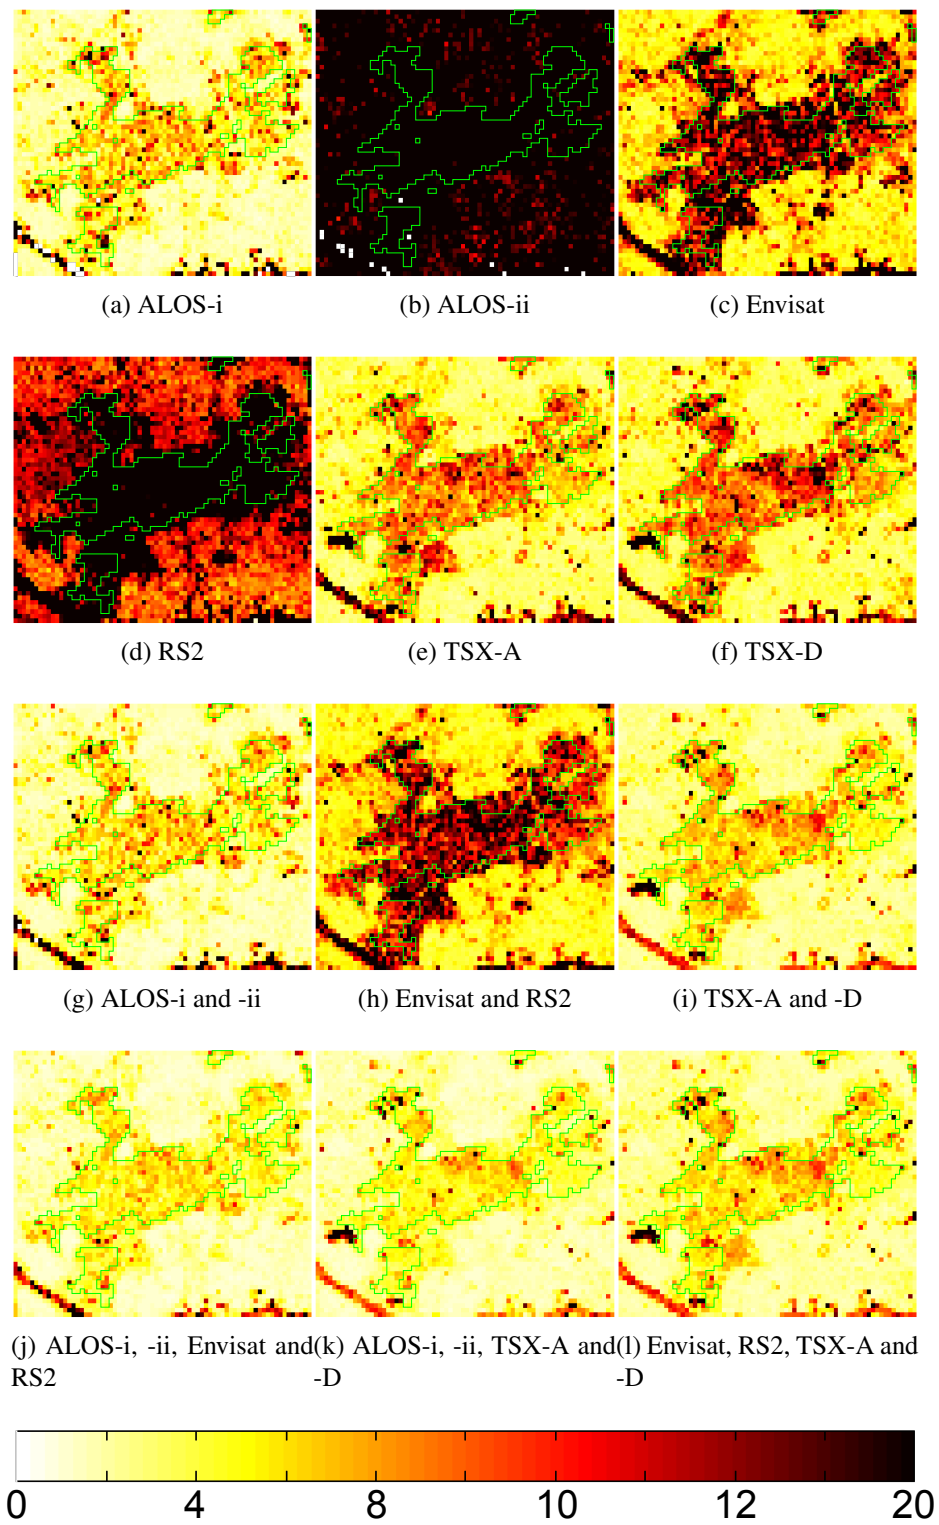 (a) ALOS-i (b) ALOS-ii (c) Envisat
(d) RS2 (e) TSX-A (f) TSX-D
(g) ALOS-i and -ii (h) Envisat and RS2 (i) TSX-A and -D
(j) ALOS-i, -ii, Envisat and
RS2
(k) ALOS-i, -ii, TSX-A and
-D
(l) Envisat, RS2, TSX-A and
-D
0 4 8 10 12 20